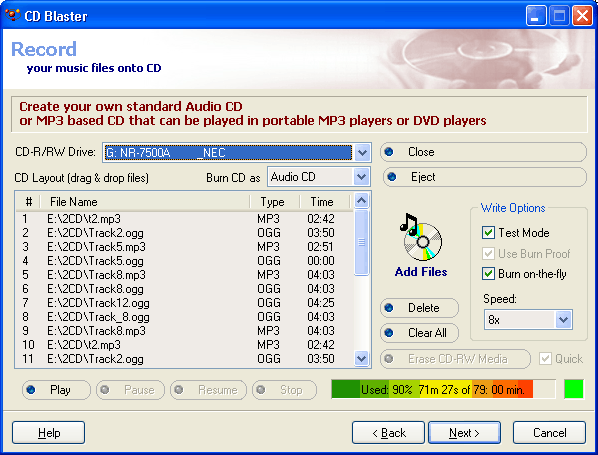 CD Blaster
Record
your music files onto CD
Create your own standard Audio CD
or MP3 based CD that can be played in portable MP3 players or DVD players
CD-R/RW Drive: G: NR-7500A _NEC Close
CD Layout (drag & drop files) Burn CD as Audio CD Eject
# File Name Type Time
1 E:\2CD\t2.mp3 MP3 02:42
2 E:\2CD\Track2.ogg OGG 03:50
3 E:\2CD\Track5.mp3 MP3 02:51
4 E:\2CD\Track5.ogg OGG 00:00
5 E:\2CD\Track8.mp3 MP3 04:03
6 E:\2CD\Track8.ogg OGG 04:03
7 E:\2CD\Track12.ogg OGG 04:25
8 E:\2CD\Track_8.ogg OGG 04:03
9 E:\2CD\Track8.mp3 MP3 04:03
10 E:\2CD\t2.mp3 MP3 02:42
11 E:\2CD\Track2.ogg OGG 03:50
Add Files
Delete
Clear All
Write Options
Test Mode
Use Burn Proof
Burn on-the-fly
Speed:
8x
Erase CD-RW Media Quick
Play Pause Resume Stop Used: 90% 71m 27s of 79: 00 min.
Help < Back Next > Cancel